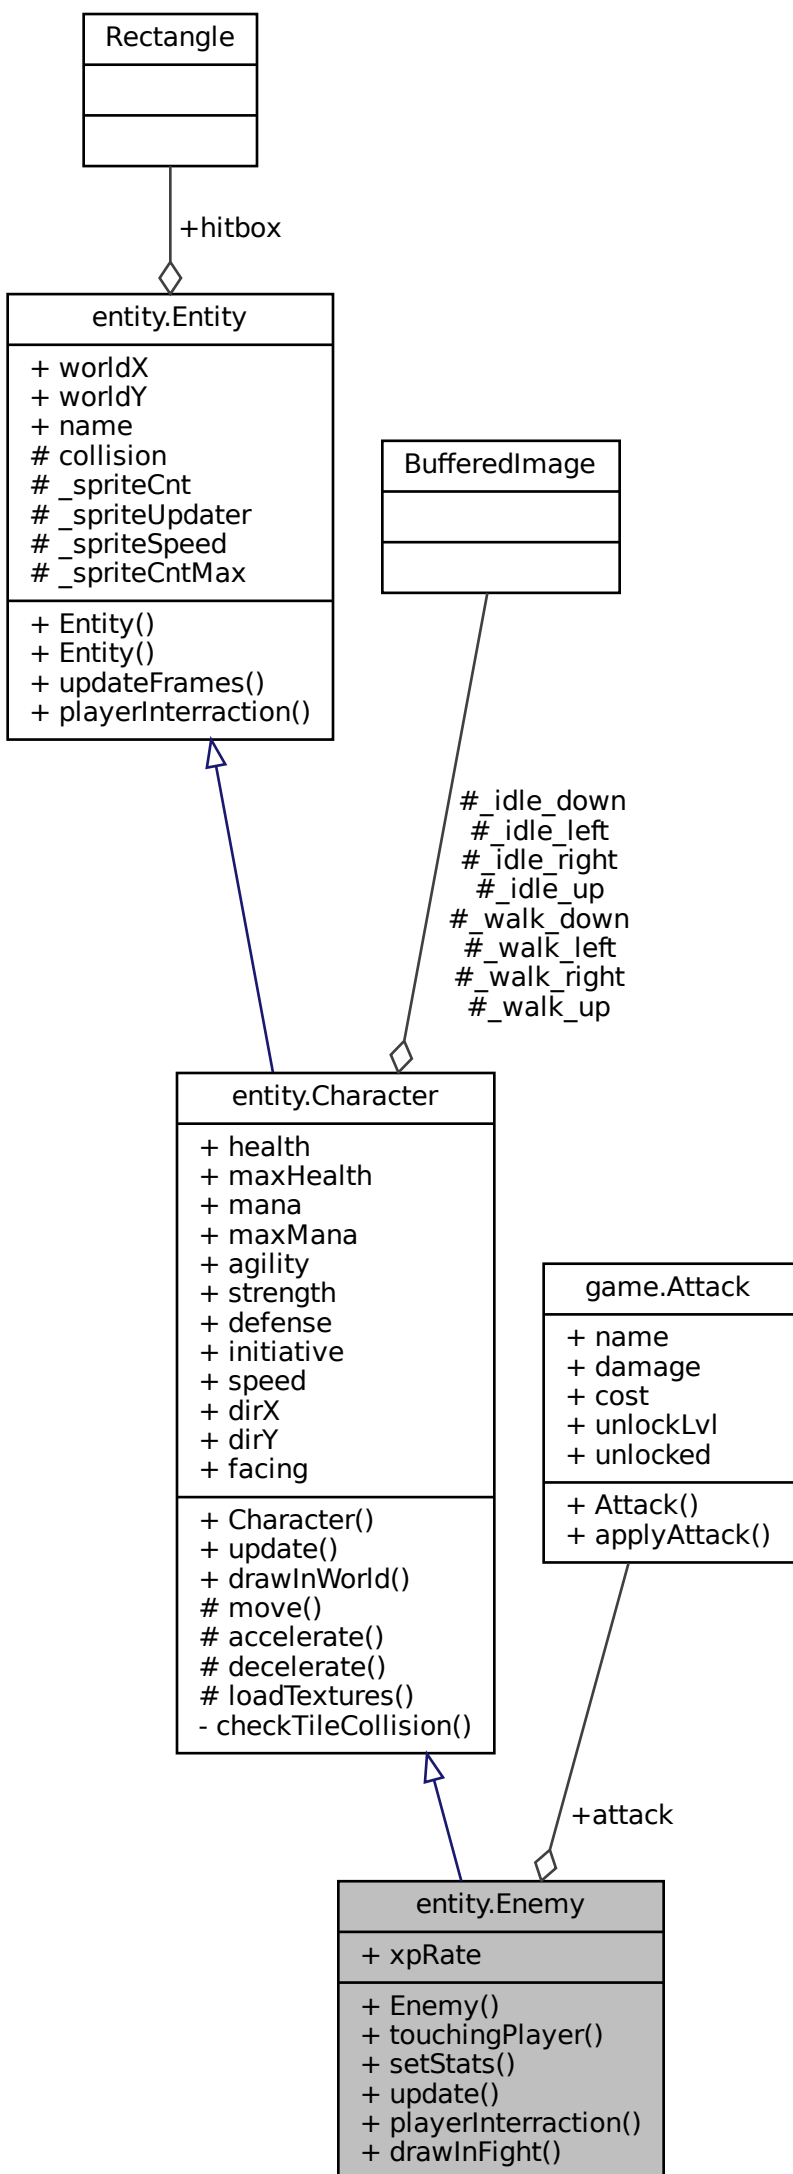 Rectangle
+hitbox
entity.Entity
+ worldX
+ worldY
+ name
# collision
# _spriteCnt
# _spriteUpdater
# _spriteSpeed
# _spriteCntMax
+ Entity()
+ Entity()
+ updateFrames()
+ playerInterraction()
BufferedImage
#_idle_down
#_idle_left
#_idle_right
#_idle_up
#_walk_down
#_walk_left
#_walk_right
#_walk_up
entity.Character
+ health
+ maxHealth
+ mana
+ maxMana
+ agility
+ strength
+ defense
+ initiative
+ speed
+ dirX
+ dirY
+ facing
+ Character()
+ update()
+ drawInWorld()
# move()
# accelerate()
# decelerate()
# loadTextures()
- checkTileCollision()
game.Attack
+ name
+ damage
+ cost
+ unlockLvl
+ unlocked
+ Attack()
+ applyAttack()
+attack
entity.Enemy
+ xpRate
+ Enemy()
+ touchingPlayer()
+ setStats()
+ update()
+ playerInterraction()
+ drawInFight()